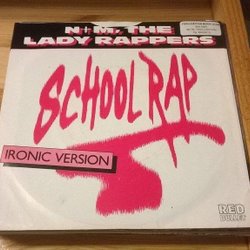 N+M, THE
LADY RAPPERS
SCHOOL RAP
IRONIC VERSION
RED
BULLET